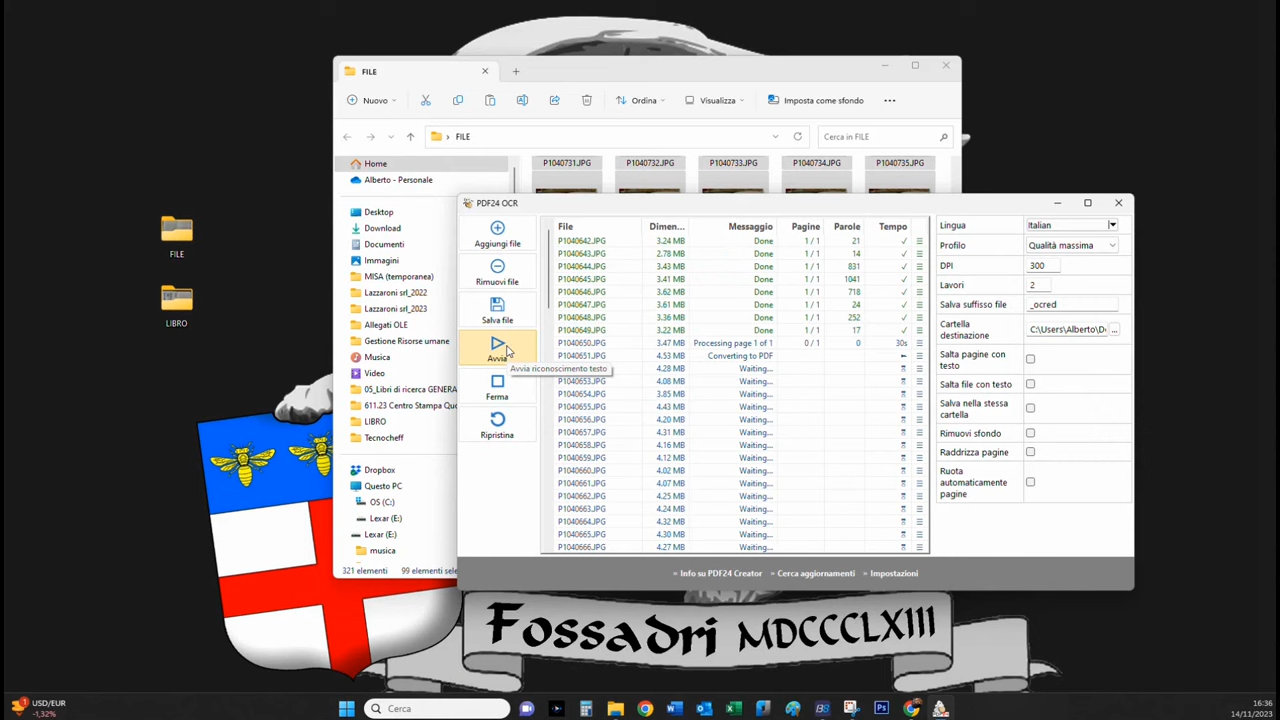 FILE
Nuovo
Ordina
Visualizza
Imposta come sfondo
FILE
Cerca in FILE
Home
Alberto - Personale
P1040731.JPG P1040732.JPG P1040733.JPG P1040734.JPG P1040735.JPG
Desktop
Download
Documenti
Immagini
MISA (temporanea)
Lazzaroni srl_2022
Lazzaroni srl_2023
Allegati OLE
Gestione Risorse umane
Musica
Video
05_Libri di ricerca GENERA
611.23 Centro Stampa Quo
LIBRO
Tecnocheff
Dropbox
Questo PC
OS (C:)
Lexar (E:)
Lexar (E:)
musica
321 elementi 99 elementi sele
FILE
LIBRO
PDF24 OCR
Aggiungi file
Rimuovi file
Salva file
Avvia
Avvia riconoscimento testo
Ferma
Ripristina
File Dimen... Messaggio Pagine Parole Tempo
P1040642.JPG 3.24 MB Done 1 / 1 21 ✓
P1040643.JPG 2.78 MB Done 1 / 1 14 ✓
P1040644.JPG 3.43 MB Done 1 / 1 831 ✓
P1040645.JPG 3.41 MB Done 1 / 1 1041 ✓
P1040646.JPG 3.62 MB Done 1 / 1 718 ✓
P1040647.JPG 3.61 MB Done 1 / 1 24 ✓
P1040648.JPG 3.36 MB Done 1 / 1 252 ✓
P1040649.JPG 3.22 MB Done 1 / 1 17 ✓
P1040650.JPG 3.47 MB Processing page 1 of 1 0 / 1 0 30s
P1040651.JPG 4.53 MB Converting to PDF
4.28 MB Waiting...
P1040653.JPG 4.08 MB Waiting...
P1040654.JPG 3.85 MB Waiting...
P1040655.JPG 4.43 MB Waiting...
P1040656.JPG 4.20 MB Waiting...
P1040657.JPG 4.31 MB Waiting...
P1040658.JPG 4.16 MB Waiting...
P1040659.JPG 4.12 MB Waiting...
P1040660.JPG 4.02 MB Waiting...
P1040661.JPG 4.07 MB Waiting...
P1040662.JPG 4.25 MB Waiting...
P1040663.JPG 4.24 MB Waiting...
P1040664.JPG 4.32 MB Waiting...
P1040665.JPG 4.30 MB Waiting...
P1040666.JPG 4.27 MB Waiting...
Lingua Italian
Profilo Qualità massima
DPI 300
Lavori 2
Salva suffisso file _ocred
Cartella
destinazione C:\Users\Alberto\De ...
Salta pagine con
testo
Salta file con testo
Salva nella stessa
cartella
Rimuovi sfondo
Raddrizza pagine
Ruota
automaticamente
pagine
» Info su PDF24 Creator » Cerca aggiornamenti » Impostazioni
Fossadri MDCCCLXIII
1
USD/EUR
-1,32%
Cerca
Ps
16:36
14/11/2023